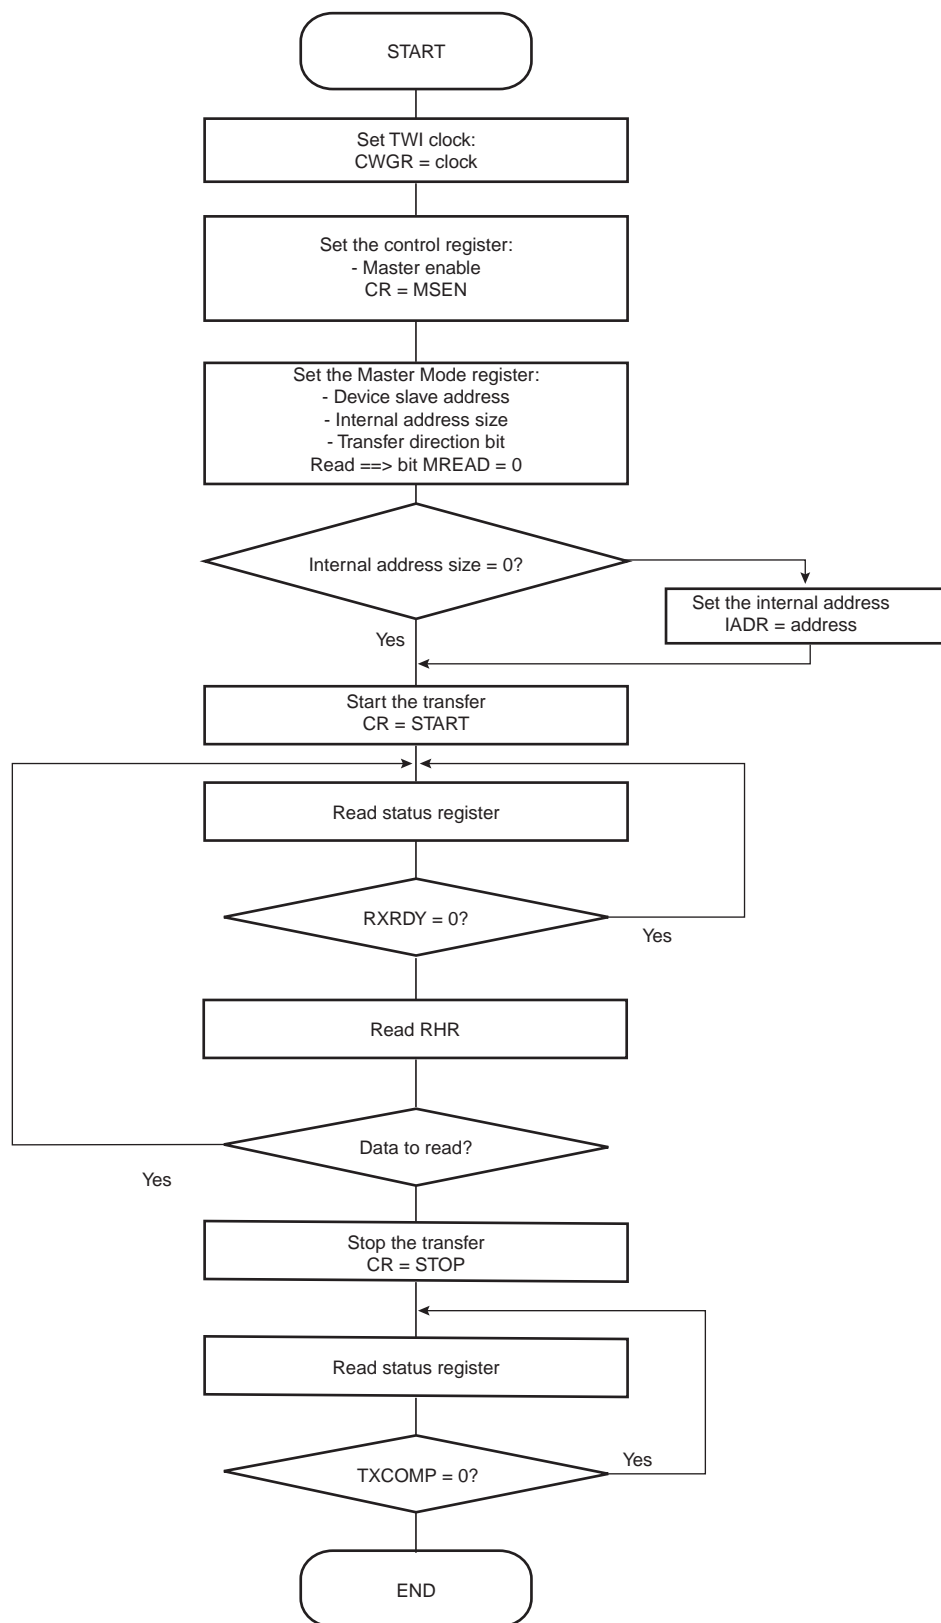 START
Set TWI clock:
CWGR = clock
Set the control register:
- Master enable
CR = MSEN
Set the Master Mode register:
- Device slave address
- Internal address size
- Transfer direction bit
Read ==> bit MREAD = 0
Internal address size = 0?
Set the internal address
IADR = address
Yes
Start the transfer
CR = START
Read status register
RXRDY = 0?
Yes
Read RHR
Data to read?
Yes
Stop the transfer
CR = STOP
Read status register
Yes
TXCOMP = 0?
END